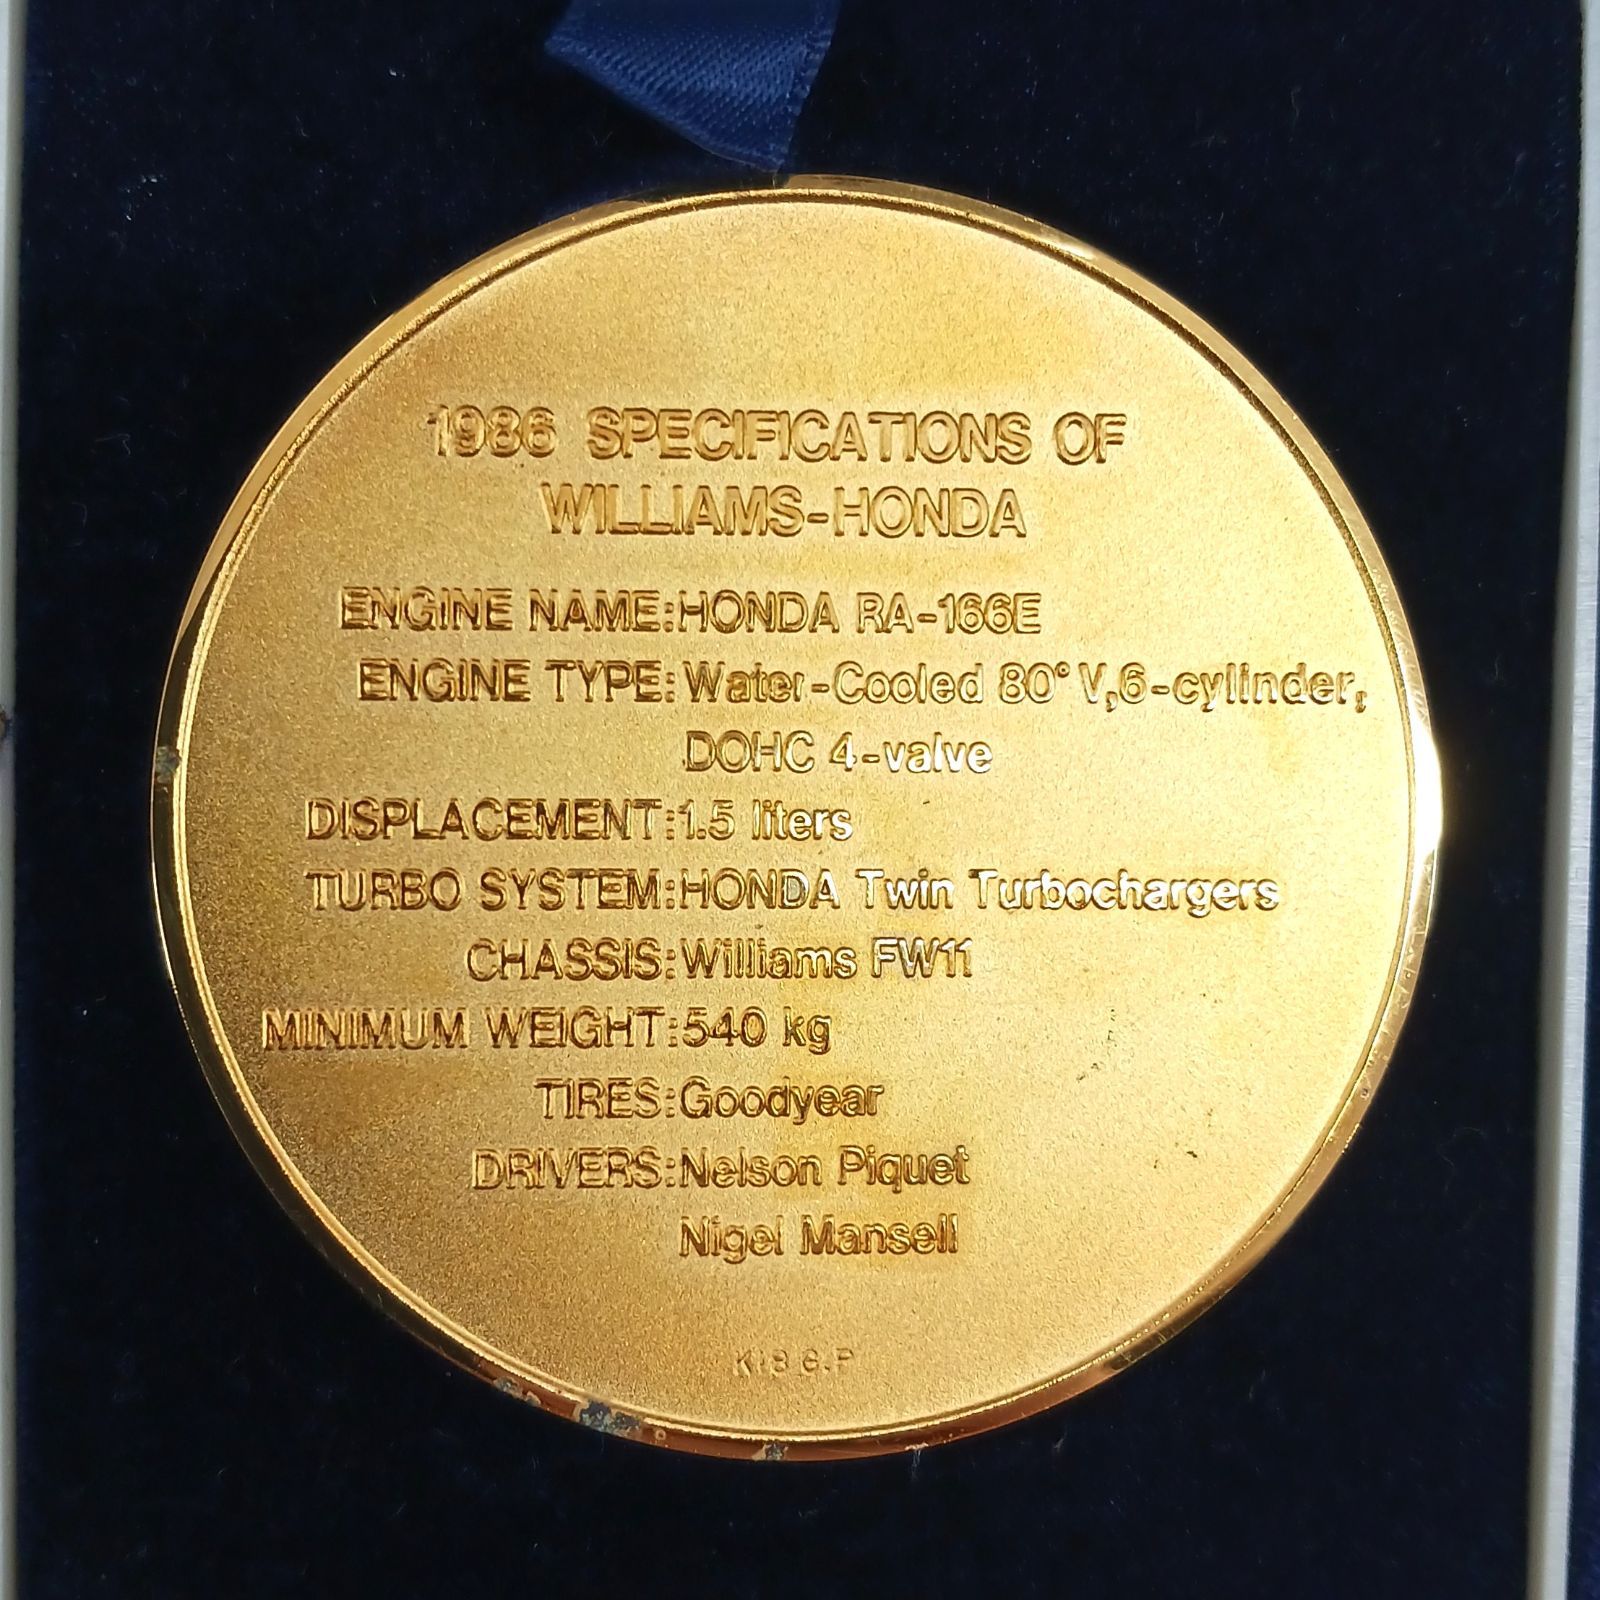 1986 SPECIFICATIONS OF
WILLIAMS-HONDA
ENGINE NAME:HONDA RA-166E
ENGINE TYPE:Water-Cooled 80° V,6-cylinder,
DOHC 4-valve
DISPLACEMENT:1.5 liters
TURBO SYSTEM:HONDA Twin Turbochargers
CHASSIS:Williams FW11
MINIMUM WEIGHT:540 kg
TIRES:Goodyear
DRIVERS:Nelson Piquet
Nigel Mansell
K18 G.P